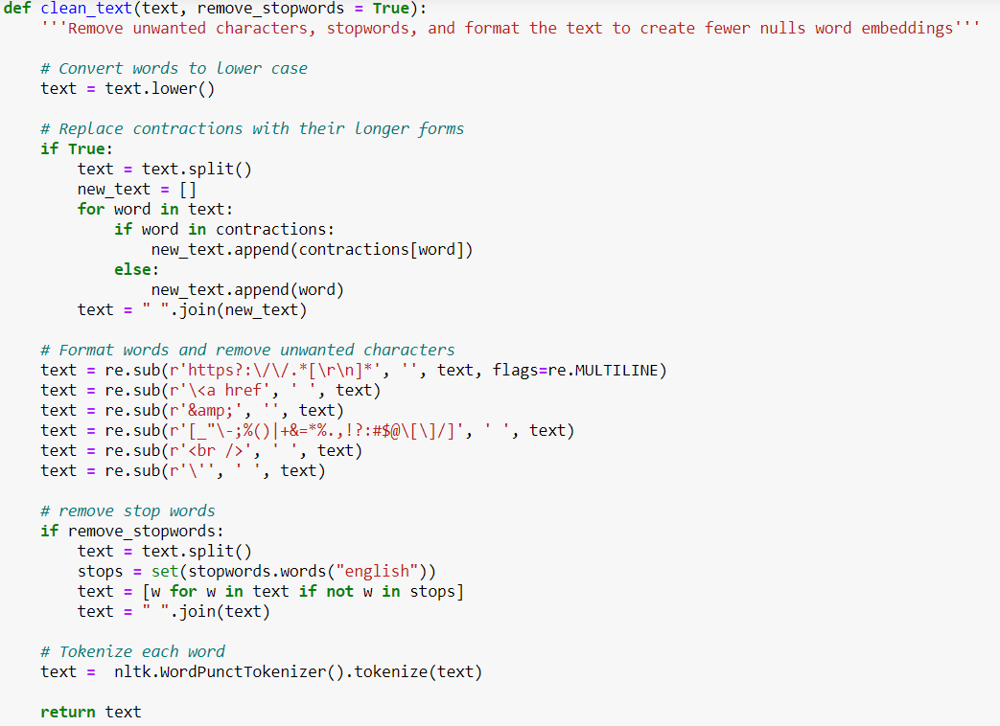 def clean_text(text, remove_stopwords = True):
    '''Remove unwanted characters, stopwords, and format the text to create fewer nulls word embeddings'''
    # Convert words to lower case
    text = text.lower()
    # Replace contractions with their longer forms
    if True:
        text = text.split()
        new_text = []
        for word in text:
            if word in contractions:
                new_text.append(contractions[word])
            else:
                new_text.append(word)
        text = " ".join(new_text)
    # Format words and remove unwanted characters
    text = re.sub(r'https?:\/\/.*[\r\n]*', '', text, flags=re.MULTILINE)
    text = re.sub(r'\<a href', ' ', text)
    text = re.sub(r'&amp;', '', text)
    text = re.sub(r'[_"\-;%()|+&=*%.,!?:#$@\[\]/]', ' ', text)
    text = re.sub(r'<br />', ' ', text)
    text = re.sub(r'\'', ' ', text)
    # remove stop words
    if remove_stopwords:
        text = text.split()
        stops = set(stopwords.words("english"))
        text = [w for w in text if not w in stops]
        text = " ".join(text)
    # Tokenize each word
    text =  nltk.WordPunctTokenizer().tokenize(text)
    return text